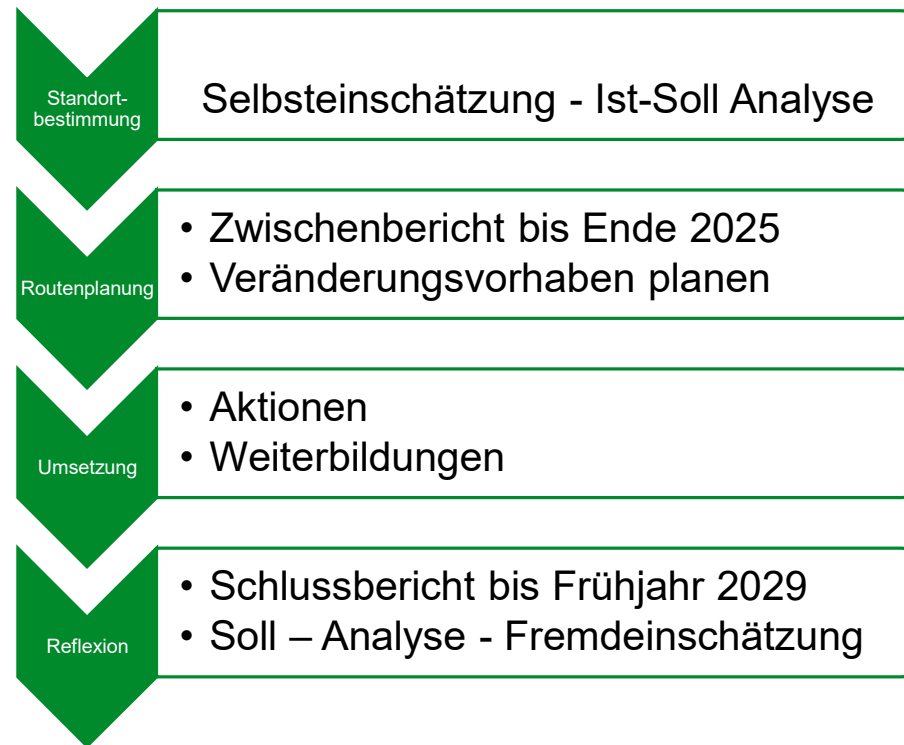 Standort-
bestimmung
Selbsteinschätzung - Ist-Soll Analyse
Routenplanung
• Zwischenbericht bis Ende 2025
• Veränderungsvorhaben planen
Umsetzung
• Aktionen
• Weiterbildungen
Reflexion
• Schlussbericht bis Frühjahr 2029
• Soll – Analyse - Fremdeinschätzung